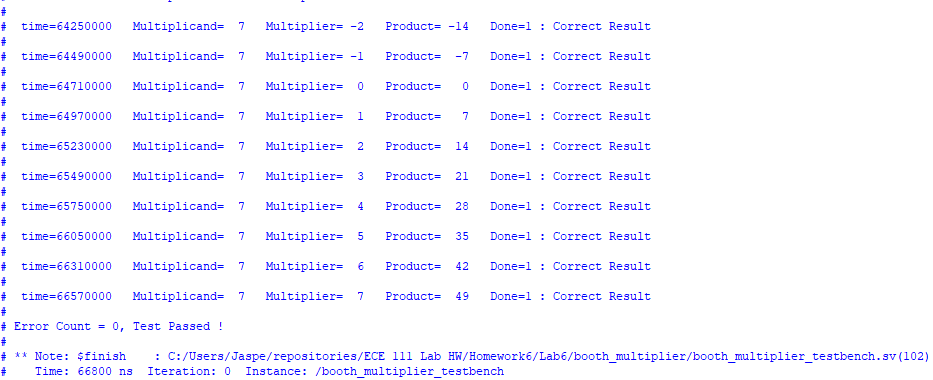 #
#  time=64250000   Multiplicand=  7   Multiplier= -2   Product= -14   Done=1 : Correct Result
#
#  time=64490000   Multiplicand=  7   Multiplier= -1   Product=  -7   Done=1 : Correct Result
#
#  time=64710000   Multiplicand=  7   Multiplier=  0   Product=   0   Done=1 : Correct Result
#
#  time=64970000   Multiplicand=  7   Multiplier=  1   Product=   7   Done=1 : Correct Result
#
#  time=65230000   Multiplicand=  7   Multiplier=  2   Product=  14   Done=1 : Correct Result
#
#  time=65490000   Multiplicand=  7   Multiplier=  3   Product=  21   Done=1 : Correct Result
#
#  time=65750000   Multiplicand=  7   Multiplier=  4   Product=  28   Done=1 : Correct Result
#
#  time=66050000   Multiplicand=  7   Multiplier=  5   Product=  35   Done=1 : Correct Result
#
#  time=66310000   Multiplicand=  7   Multiplier=  6   Product=  42   Done=1 : Correct Result
#
#  time=66570000   Multiplicand=  7   Multiplier=  7   Product=  49   Done=1 : Correct Result
#
# Error Count = 0, Test Passed !
#
# ** Note: $finish    : C:/Users/Jaspe/repositories/ECE 111 Lab HW/Homework6/Lab6/booth_multiplier/booth_multiplier_testbench.sv(102)
#    Time: 66800 ns  Iteration: 0  Instance: /booth_multiplier_testbench